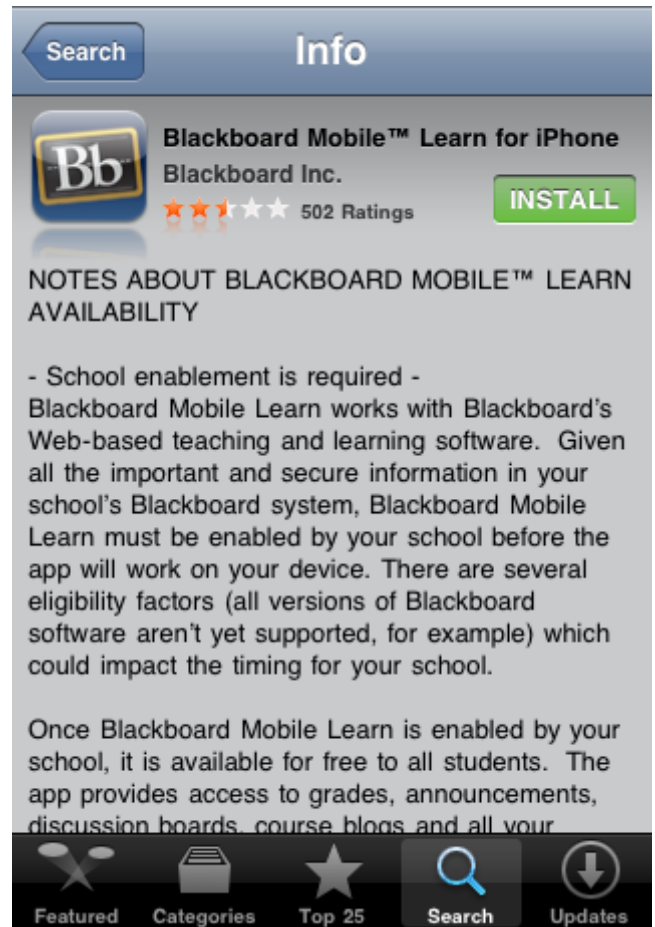 Search
Info
Bb
Blackboard Mobile™ Learn for iPhone
Blackboard Inc.
502 Ratings
INSTALL
NOTES ABOUT BLACKBOARD MOBILE™ LEARN
AVAILABILITY
- School enablement is required -
Blackboard Mobile Learn works with Blackboard's
Web-based teaching and learning software.  Given
all the important and secure information in your
school's Blackboard system, Blackboard Mobile
Learn must be enabled by your school before the
app will work on your device. There are several
eligibility factors (all versions of Blackboard
software aren't yet supported, for example) which
could impact the timing for your school.
Once Blackboard Mobile Learn is enabled by your
school, it is available for free to all students.  The
app provides access to grades, announcements,
discussion boards, course blogs and all your
Featured
Categories
Top 25
Search
Updates